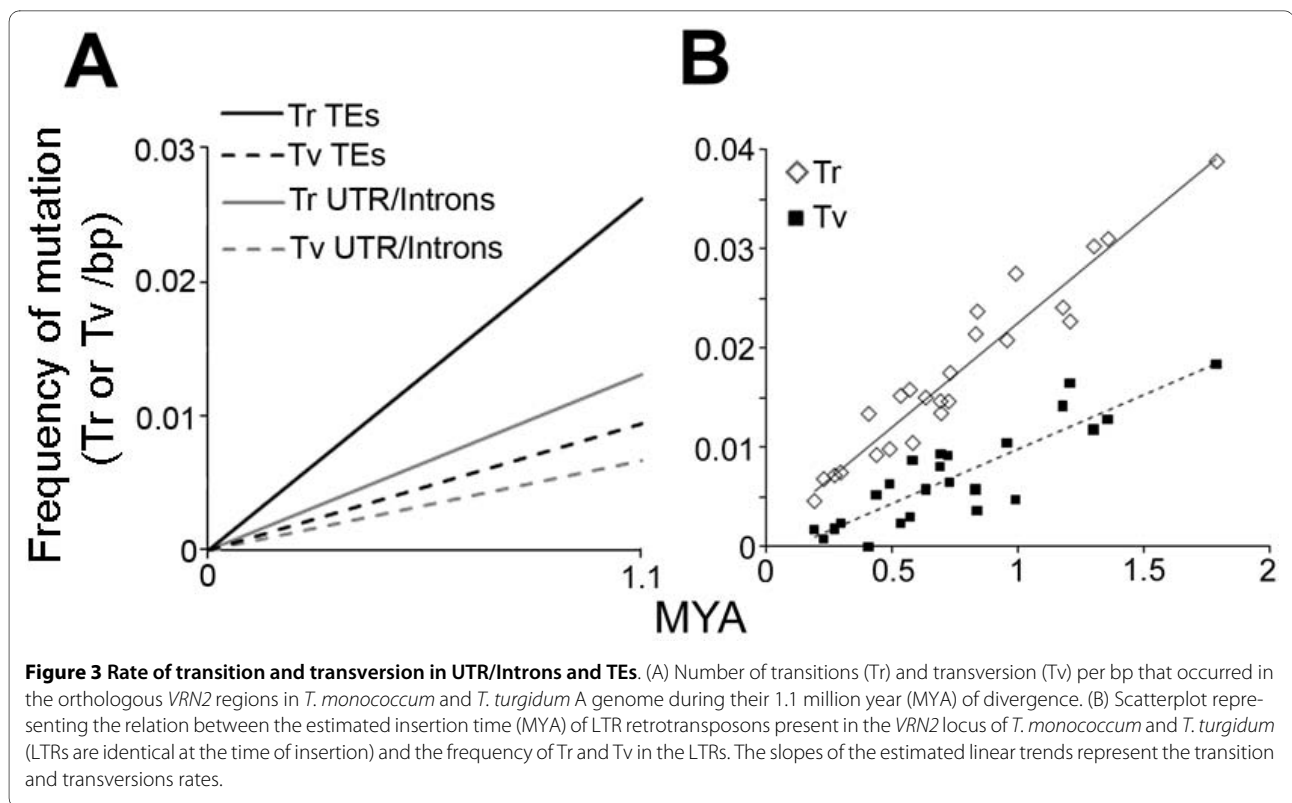 A
B
Tr TEs
Tv TEs
Tr UTR/Introns
Tv UTR/Introns
Frequency of mutation
(Tr or Tv /bp)
0.03
0.02
0.01
0
0
1.1
Tr
Tv
0.04
0.03
0.02
0.01
0
0
0.5
1
1.5
2
MYA
Figure 3 Rate of transition and transversion in UTR/Introns and TEs. (A) Number of transitions (Tr) and transversion (Tv) per bp that occurred in
the orthologous VRN2 regions in T. monococcum and T. turgidum A genome during their 1.1 million year (MYA) of divergence. (B) Scatterplot repre-
senting the relation between the estimated insertion time (MYA) of LTR retrotransposons present in the VRN2 locus of T. monococcum and T. turgidum
(LTRs are identical at the time of insertion) and the frequency of Tr and Tv in the LTRs. The slopes of the estimated linear trends represent the transition
and transversions rates.